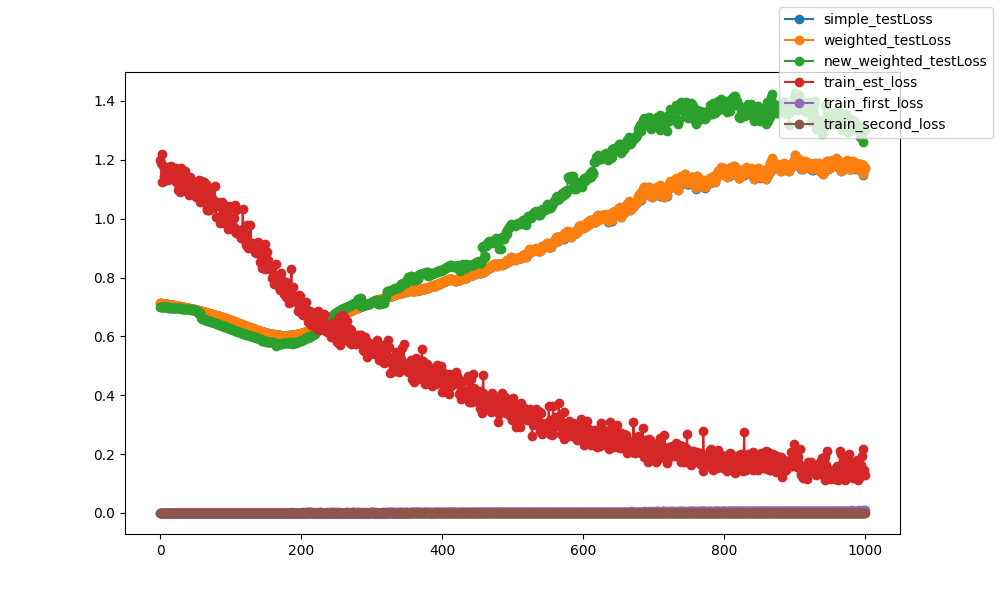 simple_testLoss
weighted_testLoss
new_weighted_testLoss
train_est_loss
train_first_loss
train_second_loss
1.4
1.2
1.0
0.8
0.6
0.4
0.2
0.0
0 200 400 600 800 1000